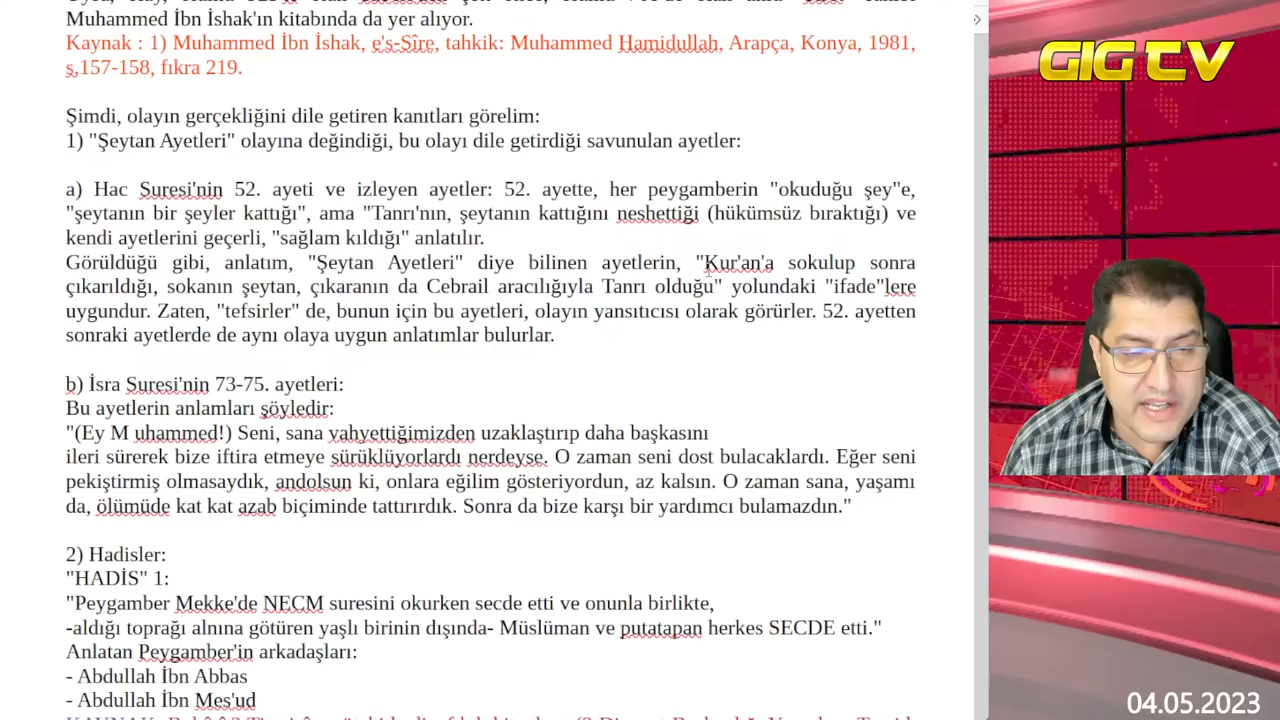 Muhammed İbn İshak'ın kitabında da yer alıyor.
Kaynak : 1) Muhammed İbn İshak, e's-Sîre, tahkik: Muhammed Hamidullah, Arapça, Konya, 1981,
s,157-158, fıkra 219.
Şimdi, olayın gerçekliğini dile getiren kanıtları görelim:
1) "Şeytan Ayetleri" olayına değindiği, bu olayı dile getirdiği savunulan ayetler:
a) Hac Suresi'nin 52. ayeti ve izleyen ayetler: 52. ayette, her peygamberin "okuduğu şey"e,
"şeytanın bir şeyler kattığı", ama "Tanrı'nın, şeytanın kattığını neshettiği (hükümsüz bıraktığı) ve
kendi ayetlerini geçerli, "sağlam kıldığı" anlatılır.
Görüldüğü gibi, anlatım, "Şeytan Ayetleri" diye bilinen ayetlerin, "Kur'an'a sokulup sonra
çıkarıldığı, sokanın şeytan, çıkaranın da Cebrail aracılığıyla Tanrı olduğu" yolundaki "ifade"lere
uygundur. Zaten, "tefsirler" de, bunun için bu ayetleri, olayın yansıtıcısı olarak görürler. 52. ayetten
sonraki ayetlerde de aynı olaya uygun anlatımlar bulurlar.
b) İsra Suresi'nin 73-75. ayetleri:
Bu ayetlerin anlamları şöyledir:
"(Ey M uhammed!) Seni, sana vahyettiğimizden uzaklaştırıp daha başkasını
ileri sürerek bize iftira etmeye sürüklüyorlardı nerdeyse. O zaman seni dost bulacaklardı. Eğer seni
pekiştirmiş olmasaydık, andolsun ki, onlara eğilim gösteriyordun, az kalsın. O zaman sana, yaşamı
da, ölümüde kat kat azab biçiminde tattırırdık. Sonra da bize karşı bir yardımcı bulamazdın."
2) Hadisler:
"HADİS" 1:
"Peygamber Mekke'de NECM suresini okurken secde etti ve onunla birlikte,
-aldığı toprağı alnına götüren yaşlı birinin dışında- Müslüman ve putatapan herkes SECDE etti."
Anlatan Peygamber'in arkadaşları:
- Abdullah İbn Abbas
- Abdullah İbn Mes'ud
GIG TV
04.05.2023